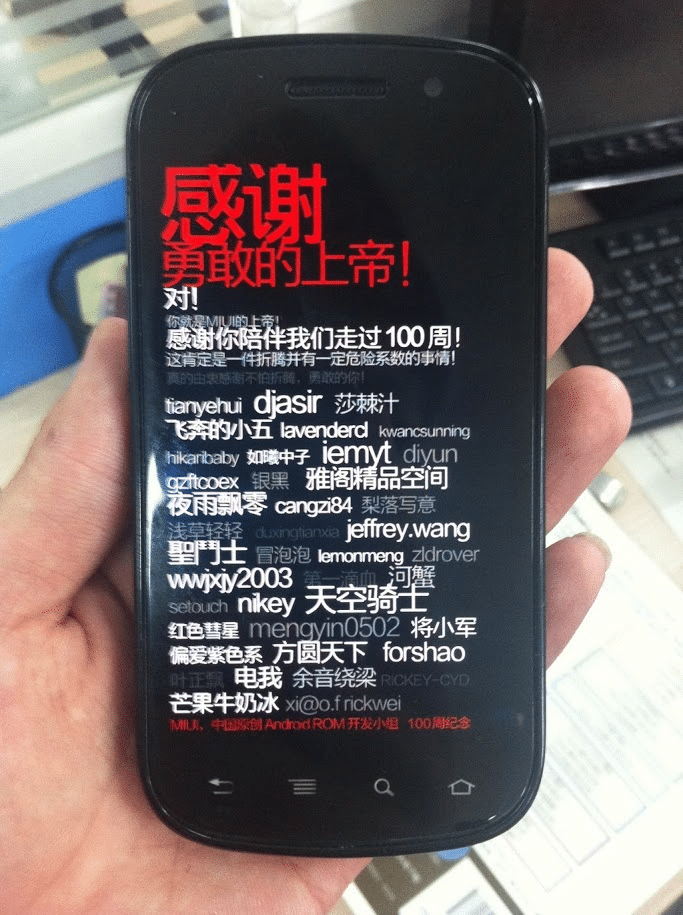 感谢
勇敢的上帝！
对！
你就是MIUI的上帝！
感谢你陪伴我们走过100周！
这肯定是一件折腾并有一定危险系数的事情！
真的由衷感谢不怕折腾，勇敢的你！
tianyehui djasir 莎棘汁
飞奔的小五 lavendercl kwancsunning
hikaribaby 如曦中子 iemyt diyun
gzftcoex 银黑 雅阁精品空间
夜雨飘零 cangzi84 梨落写意
浅草轻轻 duxingtianxia jeffrey.wang
聖鬥士 冒泡泡 lemonmeng zldrover
wwjxjy2003 第一滴血 河蟹
setouch nikey 天空骑士
红色彗星 mengyin0502 将小军
偏爱紫色系 方圆天下 forshao
叶正飘 电我 余音绕梁 RICKEY-CYD
芒果牛奶冰 xi@o.f rickwei
MIUI，中国原创 Android ROM 开发小组 100周纪念